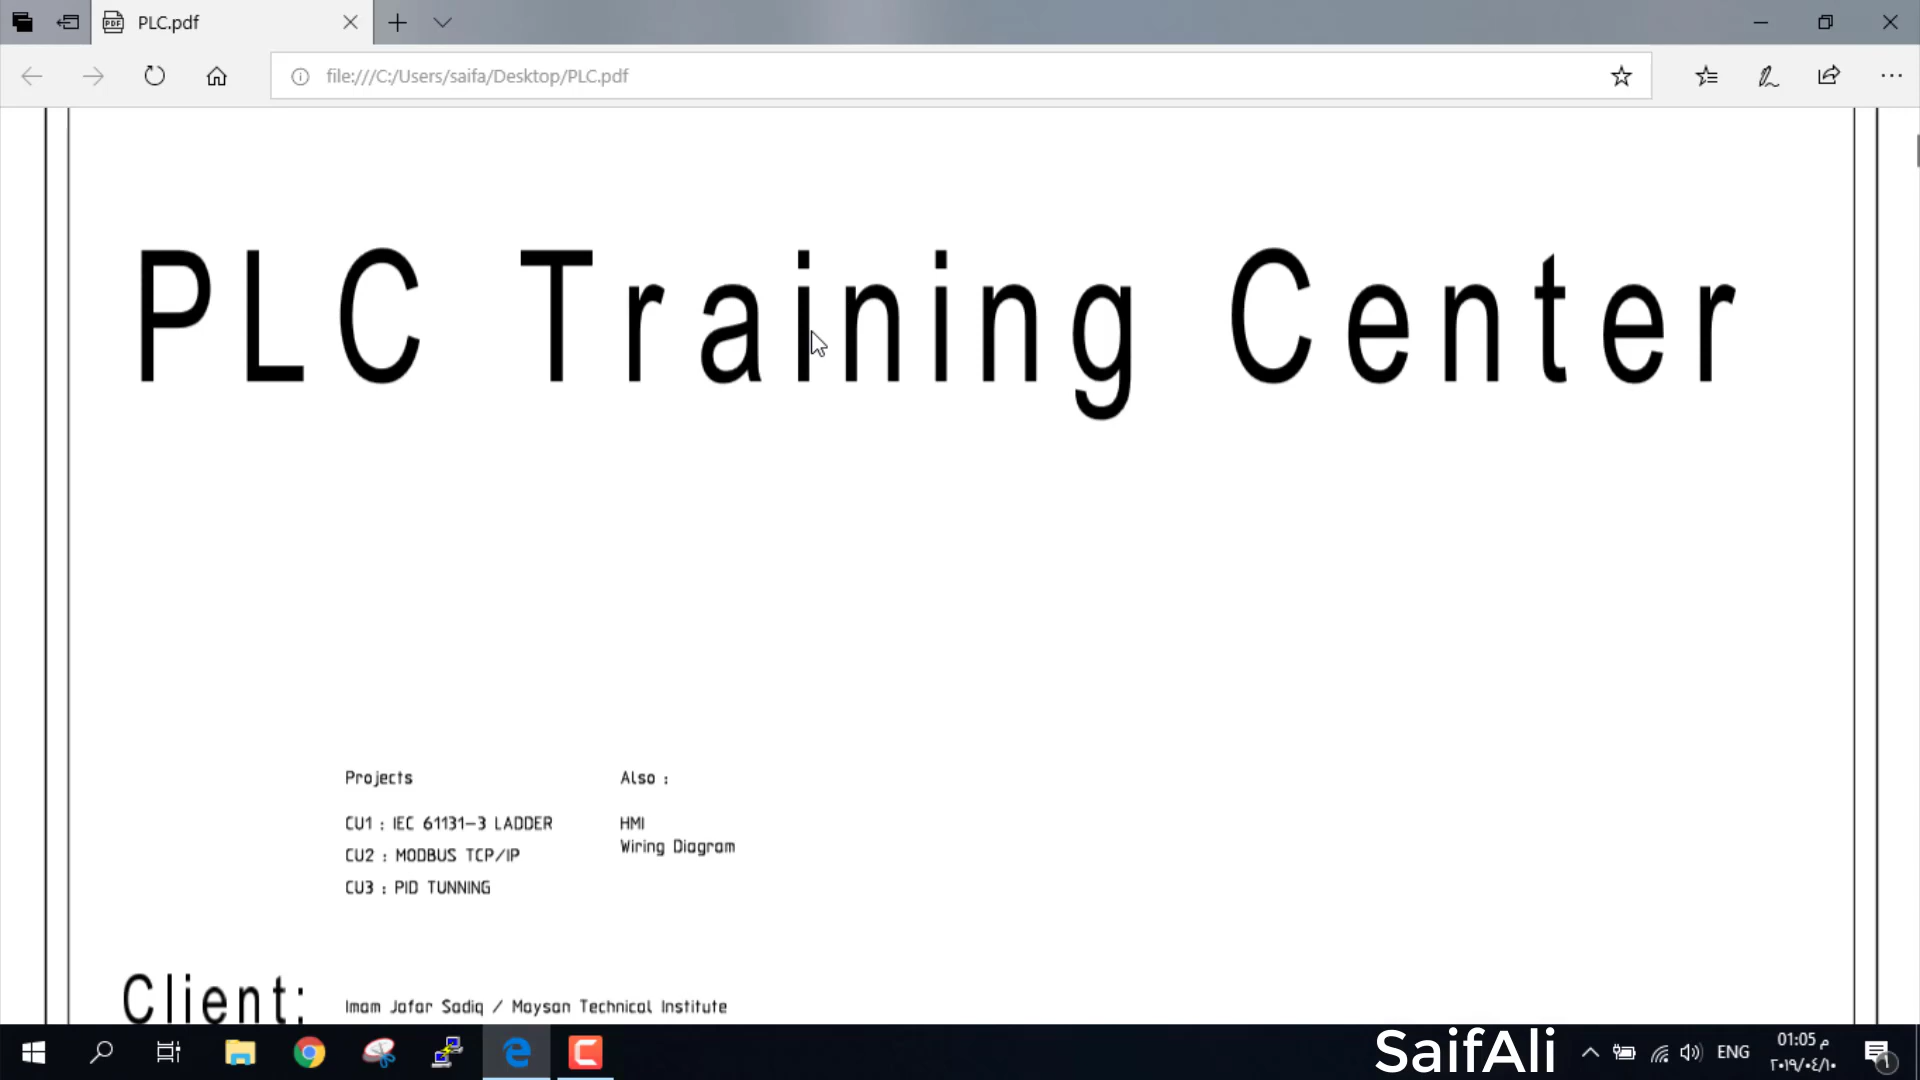 PLC.pdf
file:///C:/Users/saifa/Desktop/PLC.pdf
PLC Training Center
Projects
CU1 : IEC 61131-3 LADDER
CU2 : MODBUS TCP/IP
CU3 : PID TUNNING
Also :
HMI
Wiring Diagram
Client:
Imam Jafar Sadiq / Maysan Technical Institute
SaifAli
ENG
01:05 م
٢٠١٩/٠٤/١٠
١